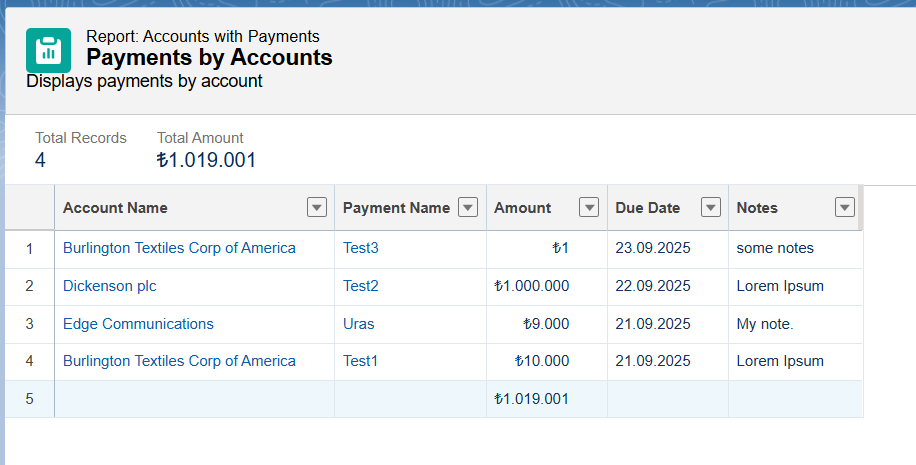 Report: Accounts with Payments
Payments by Accounts
Displays payments by account
Total Records Total Amount
4 ₺1.019.001
Account Name Payment Name Amount Due Date Notes
1 Burlington Textiles Corp of America Test3 ₺1 23.09.2025 some notes
2 Dickenson plc Test2 ₺1.000.000 22.09.2025 Lorem Ipsum
3 Edge Communications Uras ₺9.000 21.09.2025 My note.
4 Burlington Textiles Corp of America Test1 ₺10.000 21.09.2025 Lorem Ipsum
5 ₺1.019.001